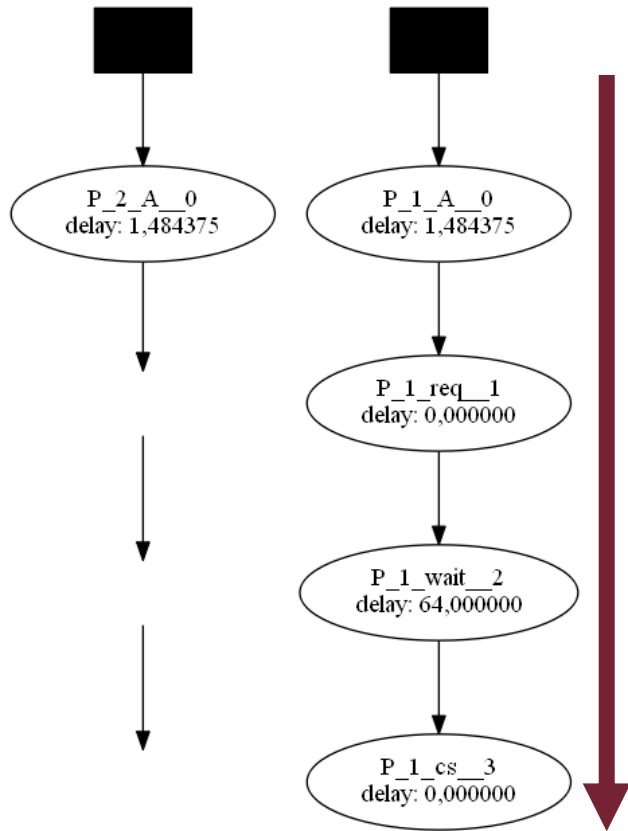 P_2_A__0
delay: 1,484375
P_1_A__0
delay: 1,484375
P_1_req__1
delay: 0,000000
P_1_wait__2
delay: 64,000000
P_1_cs__3
delay: 0,000000